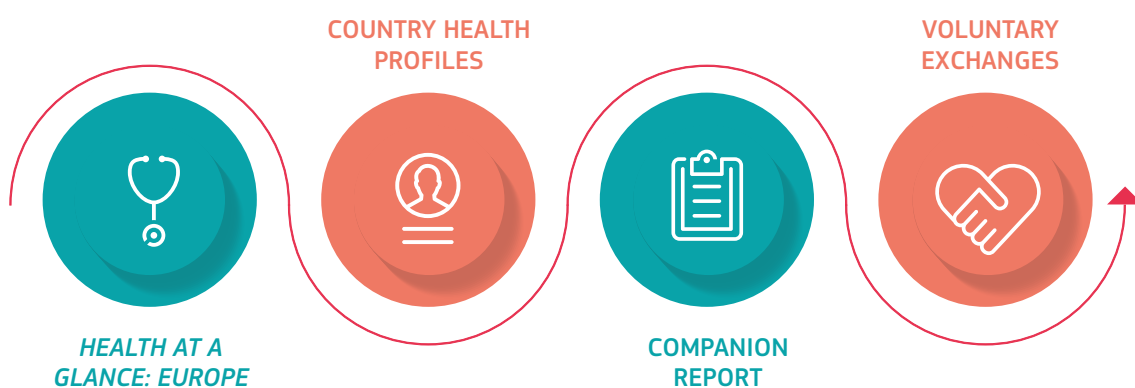 COUNTRY HEALTH
PROFILES
VOLUNTARY
EXCHANGES
HEALTH AT A
GLANCE: EUROPE
COMPANION
REPORT